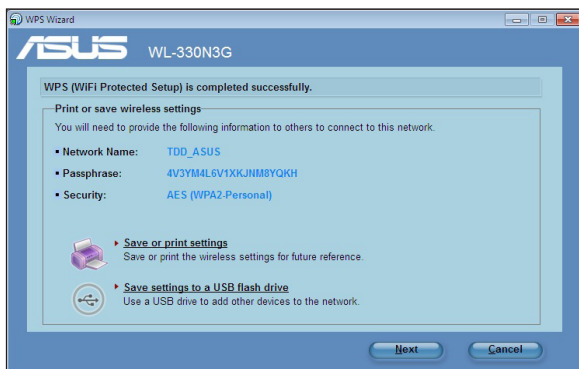 WPS Wizard
ASUS WL-330N3G
WPS (WiFi Protected Setup) is completed successfully.
Print or save wireless settings
You will need to provide the following information to others to connect to this network.
▪ Network Name: TDD_ASUS
▪ Passphrase: 4V3YM4L6V1XKJNM8YQKH
▪ Security: AES (WPA2-Personal)
Save or print settings
Save or print the wireless settings for future reference.
Save settings to a USB flash drive
Use a USB drive to add other devices to the network.
Next Cancel